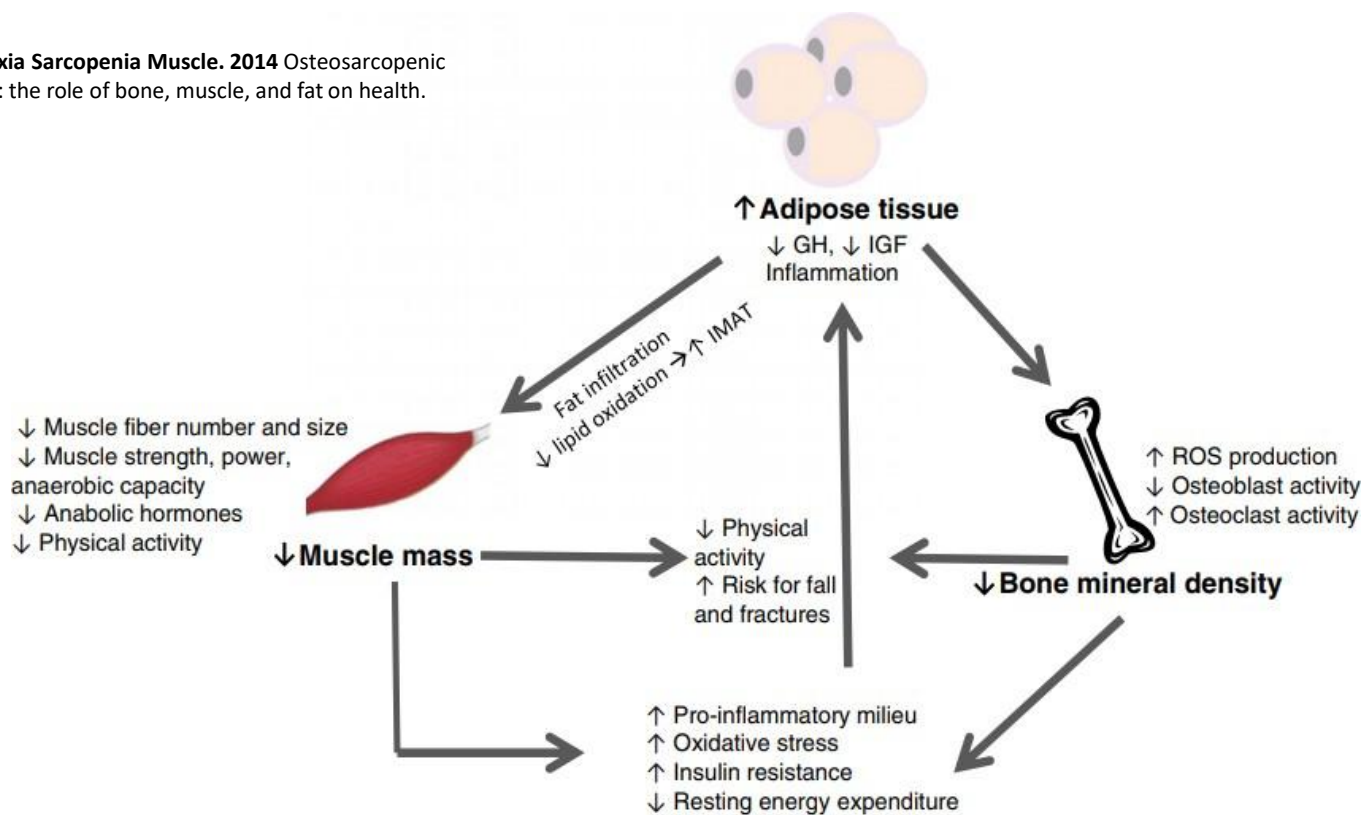 xia Sarcopenia Muscle. 2014 Osteosarcopenic
: the role of bone, muscle, and fat on health.
↑Adipose tissue
↓ GH, ↓ IGF
Inflammation
Fat infiltration
↓ lipid oxidation →↑ IMAT
↓ Muscle fiber number and size
↓ Muscle strength, power,
anaerobic capacity
↓ Anabolic hormones
↓ Physical activity
↓Muscle mass
↓ Physical
activity
↑ Risk for fall
and fractures
↑ ROS production
↓ Osteoblast activity
↑ Osteoclast activity
↓Bone mineral density
↑ Pro-inflammatory milieu
↑ Oxidative stress
↑ Insulin resistance
↓ Resting energy expenditure